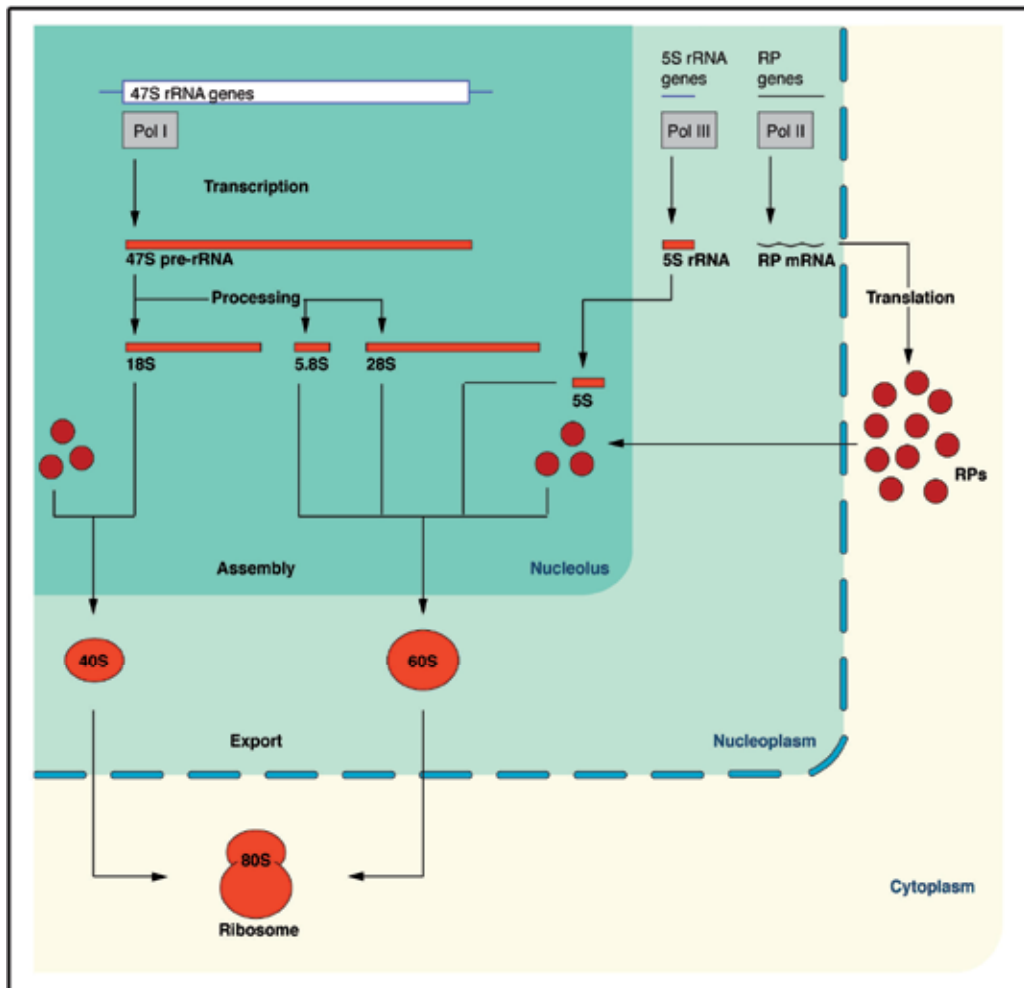 5S rRNA
genes
RP
genes
47S rRNA genes
Pol I
Pol III
Pol II
Transcription
47S pre-rRNA
5S rRNA
RP mRNA
Processing
Translation
18S
5.8S
28S
5S
RPs
Assembly
Nucleolus
40S
60S
Export
Nucleoplasm
80S
Cytoplasm
Ribosome